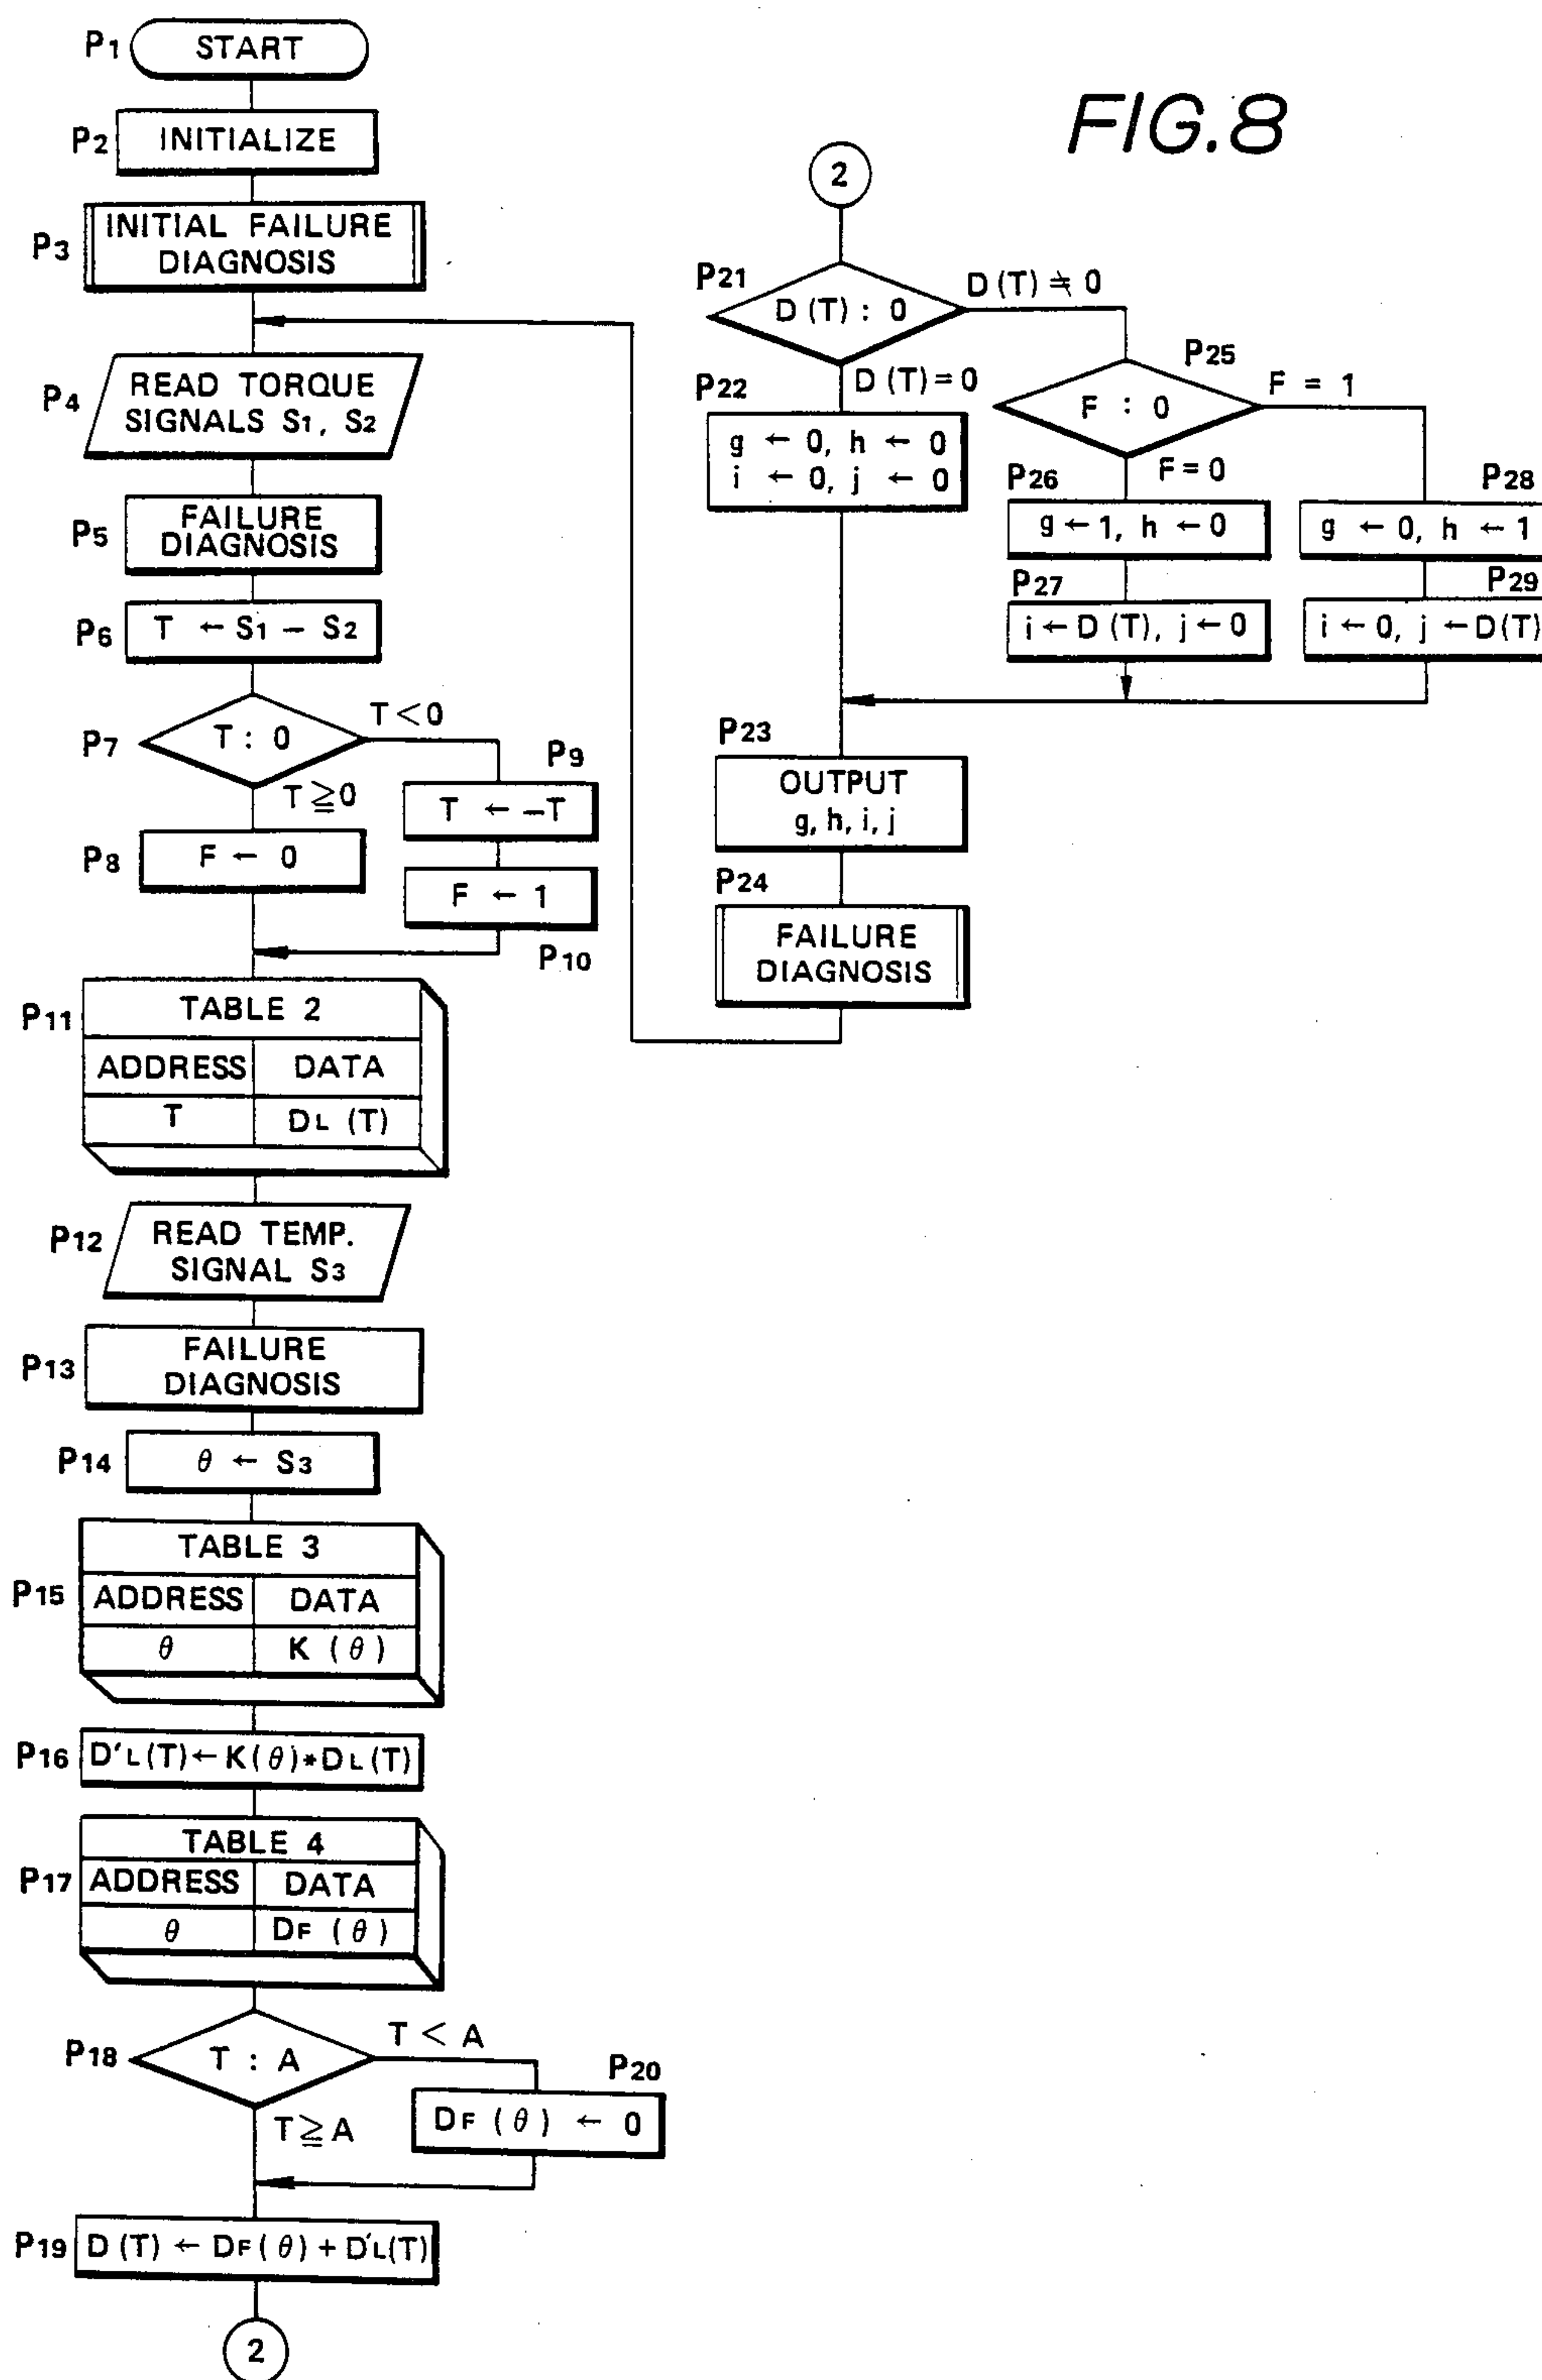 FIG.8
P1 START
P2 INITIALIZE
P3 INITIAL FAILURE
DIAGNOSIS
P4 READ TORQUE
SIGNALS S1, S2
P5 FAILURE
DIAGNOSIS
P6 T ← S1 – S2
P7 T : 0
T<0
T≧0
P8 F ← 0
P9
T ← –T
F ← 1
P10
P11 TABLE 2
ADDRESS DATA
T DL (T)
P12 READ TEMP.
SIGNAL S3
P13 FAILURE
DIAGNOSIS
P14 θ ← S3
P15 TABLE 3
ADDRESS DATA
θ K (θ)
P16 D'L(T)←K(θ)*DL(T)
P17 TABLE 4
ADDRESS DATA
θ DF (θ)
P18 T : A
T < A
T≧A
P20
DF (θ) ← 0
P19 D (T) ← DF(θ) + D'L(T)
2
2
P21 D (T) : 0
D (T) ≠ 0
D (T)=0
P22
g ← 0, h ← 0
i ← 0, j ← 0
P25
F : 0
F = 1
F=0
P26
g←1, h ←0
P27
i←D (T), j←0
P28
g ← 0, h ← 1
P29
i←0, j ←D(T)
P23
OUTPUT
g, h, i, j
P24
FAILURE
DIAGNOSIS